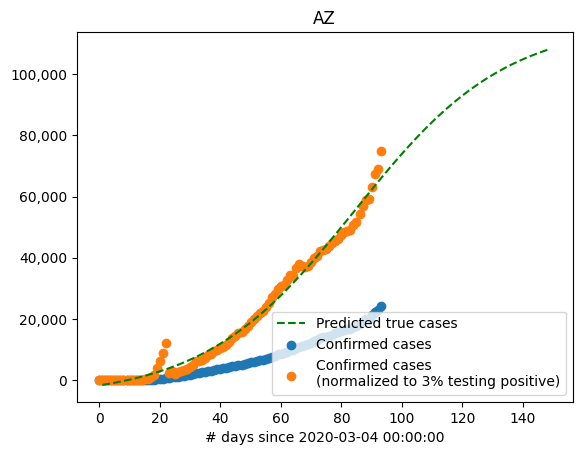 AZ
100,000
80,000
60,000
40,000
20,000
0
Predicted true cases
Confirmed cases
Confirmed cases
(normalized to 3% testing positive)
0 20 40 60 80 100 120 140
# days since 2020-03-04 00:00:00